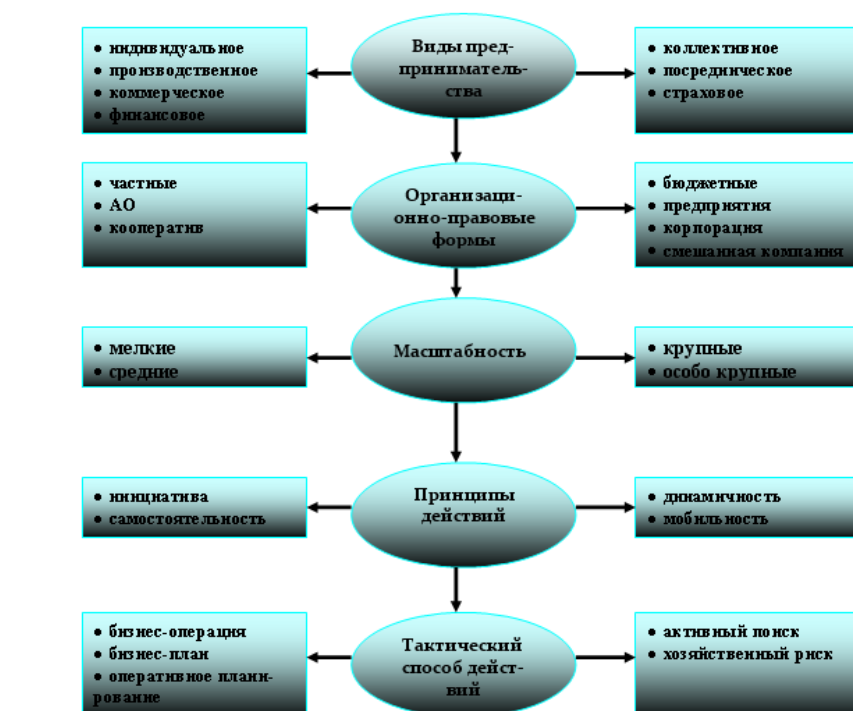 • индивидуальное
• производственное
• коммерческое
• финансовое
Виды пред-
приниматель-
ства
• коллективное
• посредническое
• страховое
• частные
• АО
• кооператив
Организаци-
онно-правовые
формы
• бюджетные
• предприятия
• корпорация
• смешанная компания
• мелкие
• средние
Масштабность
• крупные
• особо крупные
• инициатива
• самостоятельность
Принципы
действий
• динамичность
• мобильность
• бизнес-операция
• бизнес-план
• оперативное плани-
рование
Тактический
способ дейст-
вий
• активный поиск
• хозяйственный риск